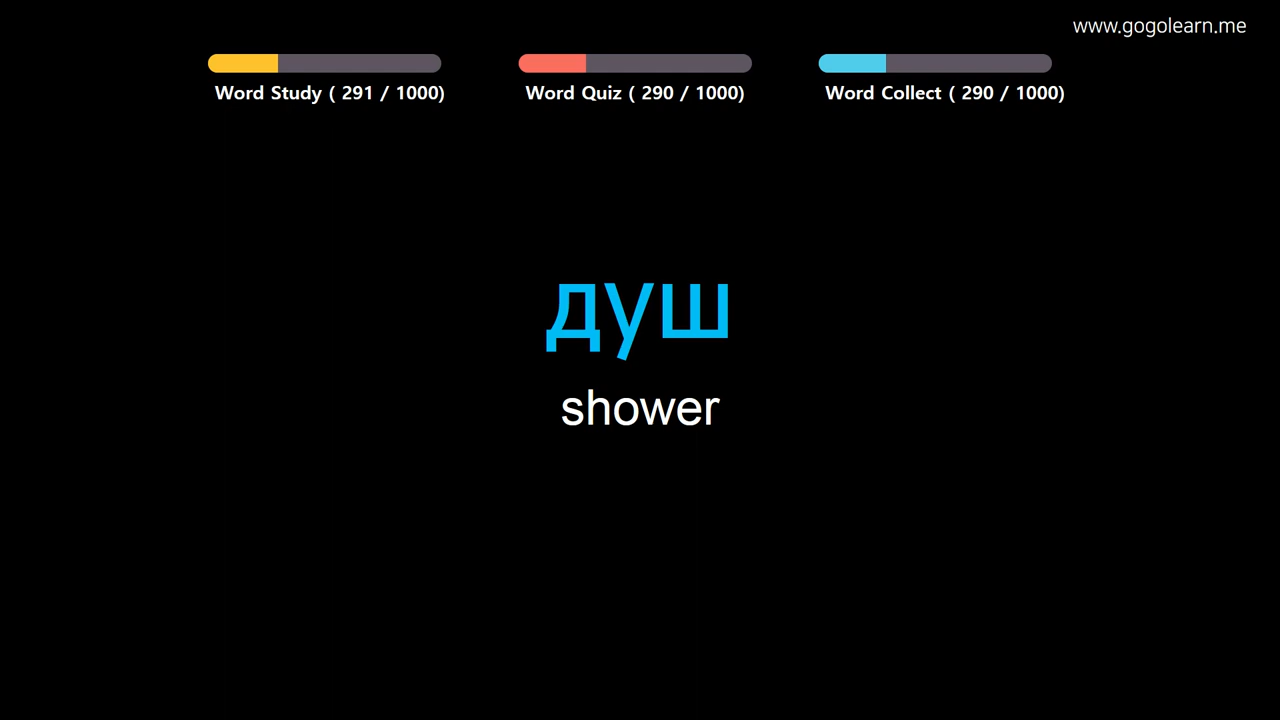 www.gogolearn.me
Word Study ( 291 / 1000)
Word Quiz ( 290 / 1000)
Word Collect ( 290 / 1000)
душ
shower